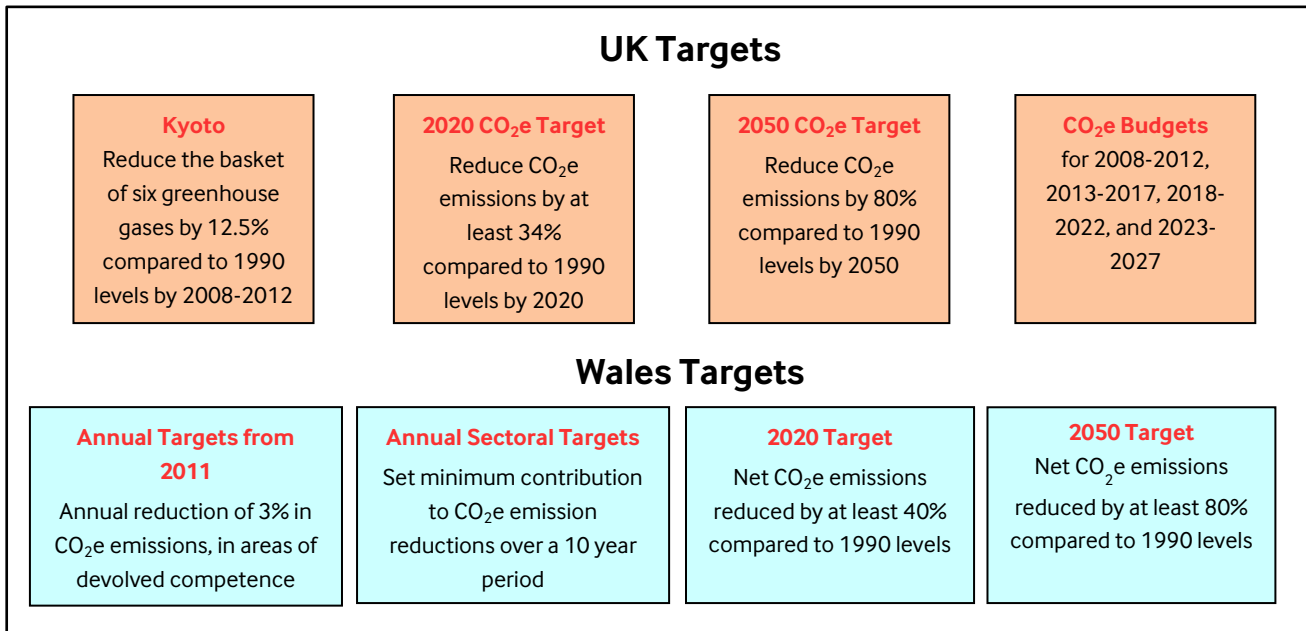 UK Targets
Kyoto
Reduce the basket
of six greenhouse
gases by 12.5%
compared to 1990
levels by 2008-2012
2020 CO₂e Target
Reduce CO₂e
emissions by at
least 34%
compared to 1990
levels by 2020
2050 CO₂e Target
Reduce CO₂e
emissions by 80%
compared to 1990
levels by 2050
CO₂e Budgets
for 2008-2012,
2013-2017, 2018-
2022, and 2023-
2027
Wales Targets
Annual Targets from
2011
Annual reduction of 3% in
CO₂e emissions, in areas of
devolved competence
Annual Sectoral Targets
Set minimum contribution
to CO₂e emission
reductions over a 10 year
period
2020 Target
Net CO₂e emissions
reduced by at least 40%
compared to 1990 levels
2050 Target
Net CO₂e emissions
reduced by at least 80%
compared to 1990 levels